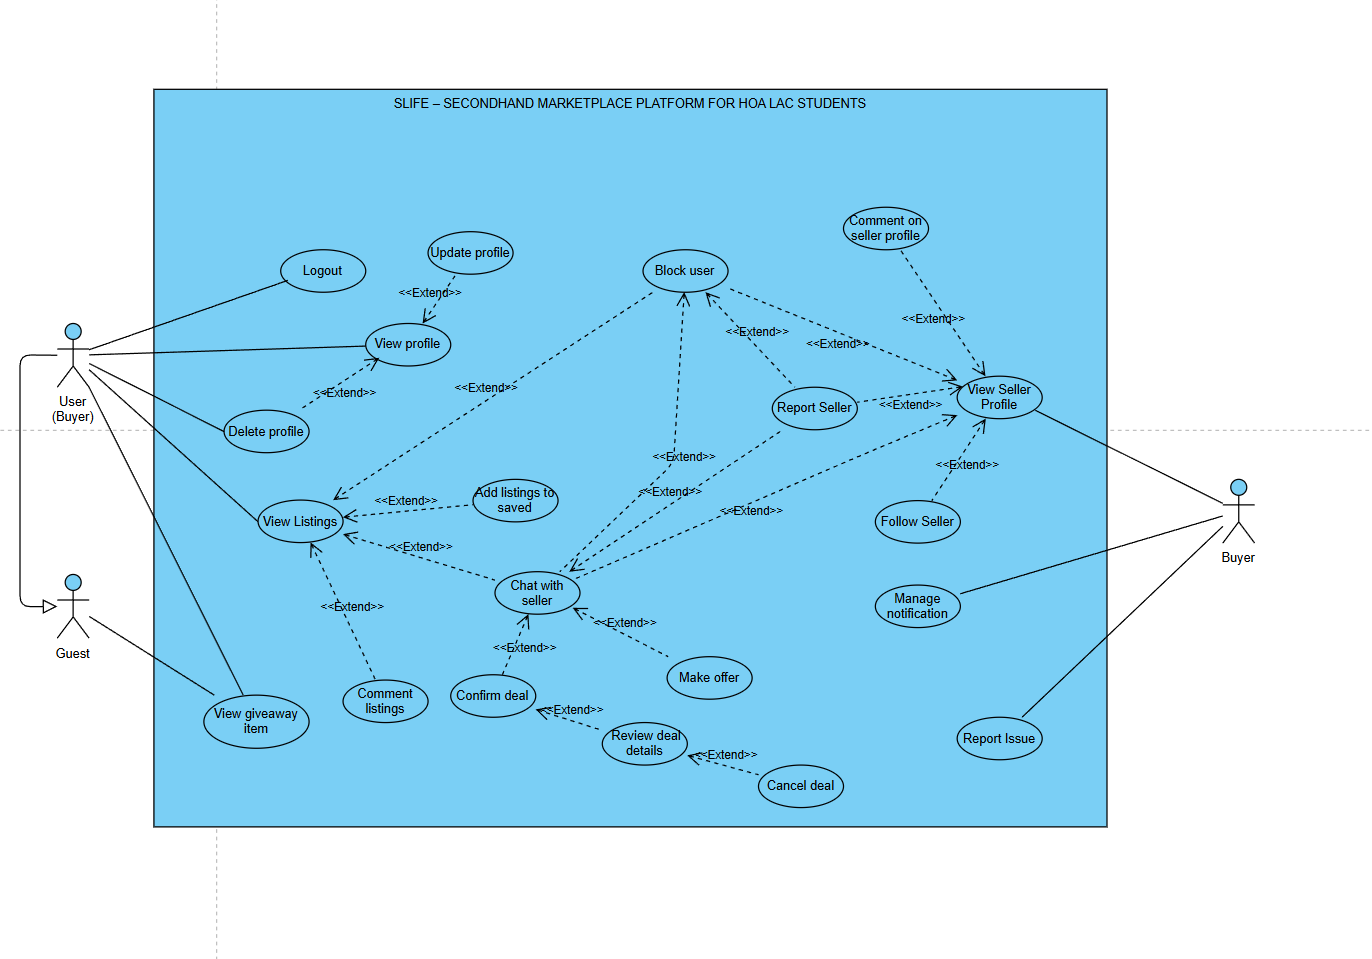 SLIFE – SECONDHAND MARKETPLACE PLATFORM FOR HOA LAC STUDENTS
Comment on
seller profile
Update profile
Logout
Block user
<<Extend>>
<<Extend>>
<<Extend>>
<<Extend>>
View profile
User
(Buyer)
<<Extend>>
<<Extend>>
View Seller
Profile
Report Seller
<<Extend>>
Delete profile
<<Extend>>
<<Extend>>
Add listings to
saved
<<Extend>>
<<Extend>>
<<Extend>>
View Listings
Follow Seller
<<Extend>>
Buyer
Chat with
seller
Manage
notification
<<Extend>>
<<Extend>>
<<Extend>>
Guest
Make offer
Comment
listings
Confirm deal
View giveaway
item
<<Extend>>
Review deal
details
Report Issue
<<Extend>>
Cancel deal